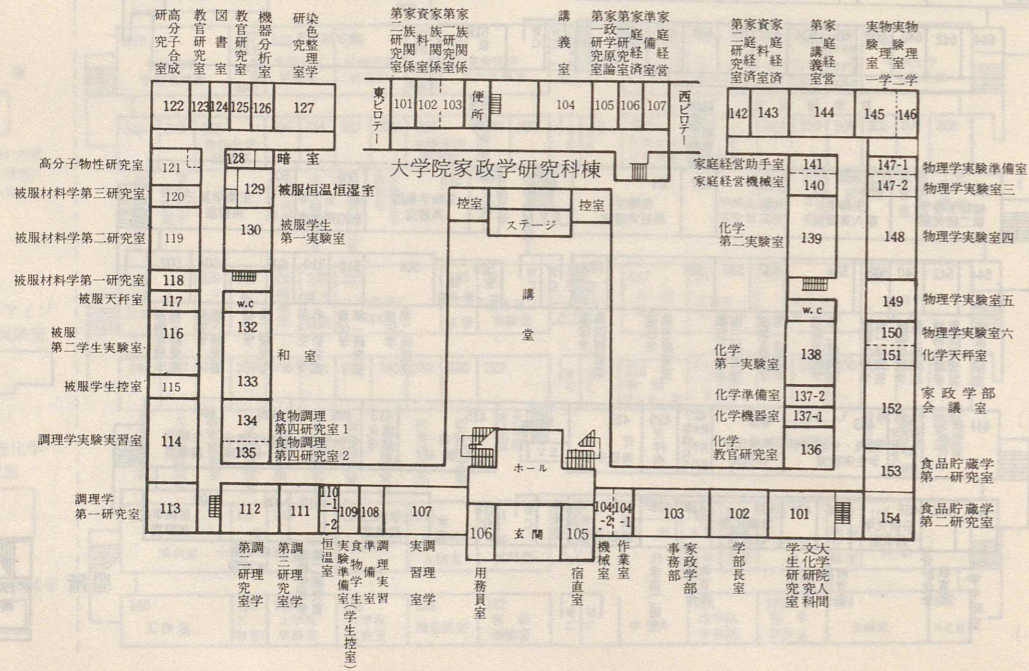 高分子合成
研究室
教官研究室
図書室
教官研究室
機器分析室
染色整理学
研究室
家族関係
第二研究室
家族関係
資料室
家族関係
第一研究室
講義室
家政学原論
第一研究室
家庭経済
第一研究室
家庭経営
準備室
家庭経済
第二研究室
家庭経済
資料室
家庭経営
第一講義室
物理学
実験室一
物理学
実験室二
122
123
124
125
126
127
東ピロテー
101
102
103
便所
104
105
106
107
西ピロテー
142
143
144
145
146
高分子物性研究室
121
128
暗室
大学院家政学研究科棟
家庭経営助手室
141
147-1
物理学実験準備室
被服材料学第三研究室
120
129
被服恒温恒湿室
家庭経営機械室
140
147-2
物理学実験室三
控室
ステージ
控室
被服材料学第二研究室
119
130
被服学生
第一実験室
化学
第二実験室
139
148
物理学実験室四
被服材料学第一研究室
118
講堂
149
物理学実験室五
被服天秤室
117
w.c
w.c
被服
第二学生実験室
116
132
和室
150
物理学実験室六
151
化学天秤室
化学
第一実験室
138
被服学生控室
115
133
化学準備室
137-2
152
家政学部
会議室
化学機器室
137-1
134
食物調理
第四研究室1
調理学実験実習室
114
135
食物調理
第四研究室2
化学
教官研究室
136
ホール
153
食品貯蔵学
第一研究室
調理学
第一研究室
113
112
111
110
-1
-2
109
108
107
106
玄関
105
104
-2
104
-1
103
102
101
154
食品貯蔵学
第二研究室
調理学
第二研究室
調理学
第三研究室
恒温室
食物学生
実験準備室(学生控室)
調理実習
準備室
調理学
実習室
用務員室
宿直室
機械室
作業室
家政学部
事務部
学部長室
大学院人間
文化研究科
学生研究室